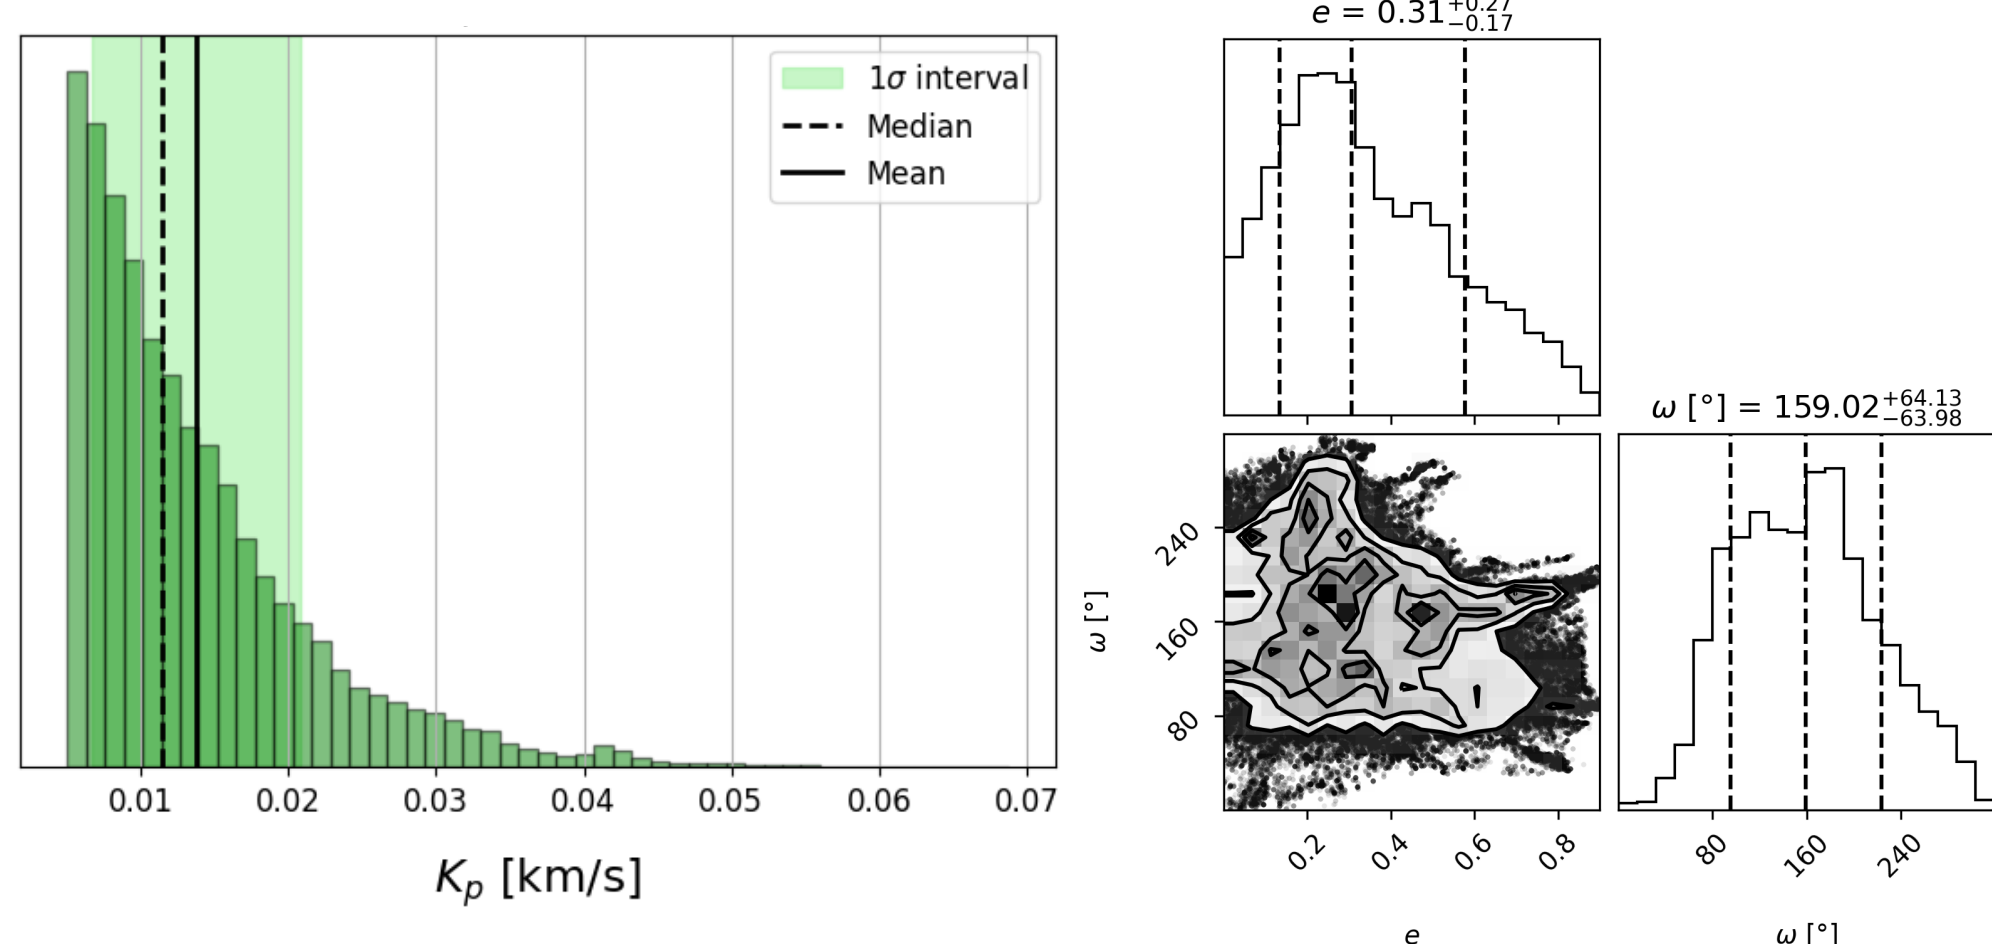 1σ interval
Median
Mean
0.01 0.02 0.03 0.04 0.05 0.06 0.07
K_p [km/s]
e = 0.31 +0.27 −0.17
ω [°] = 159.02 +64.13 −63.98
ω [°]
240
160
80
0.2 0.4 0.6 0.8
e
80 160 240
ω [°]